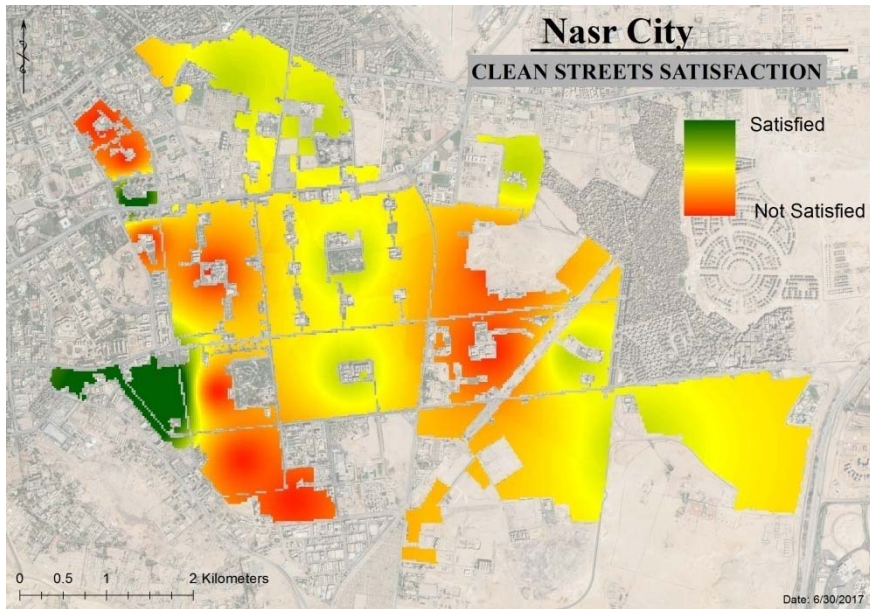 Nasr City
CLEAN STREETS SATISFACTION
Satisfied
Not Satisfied
0 0.5 1 2 Kilometers
Date: 6/30/2017